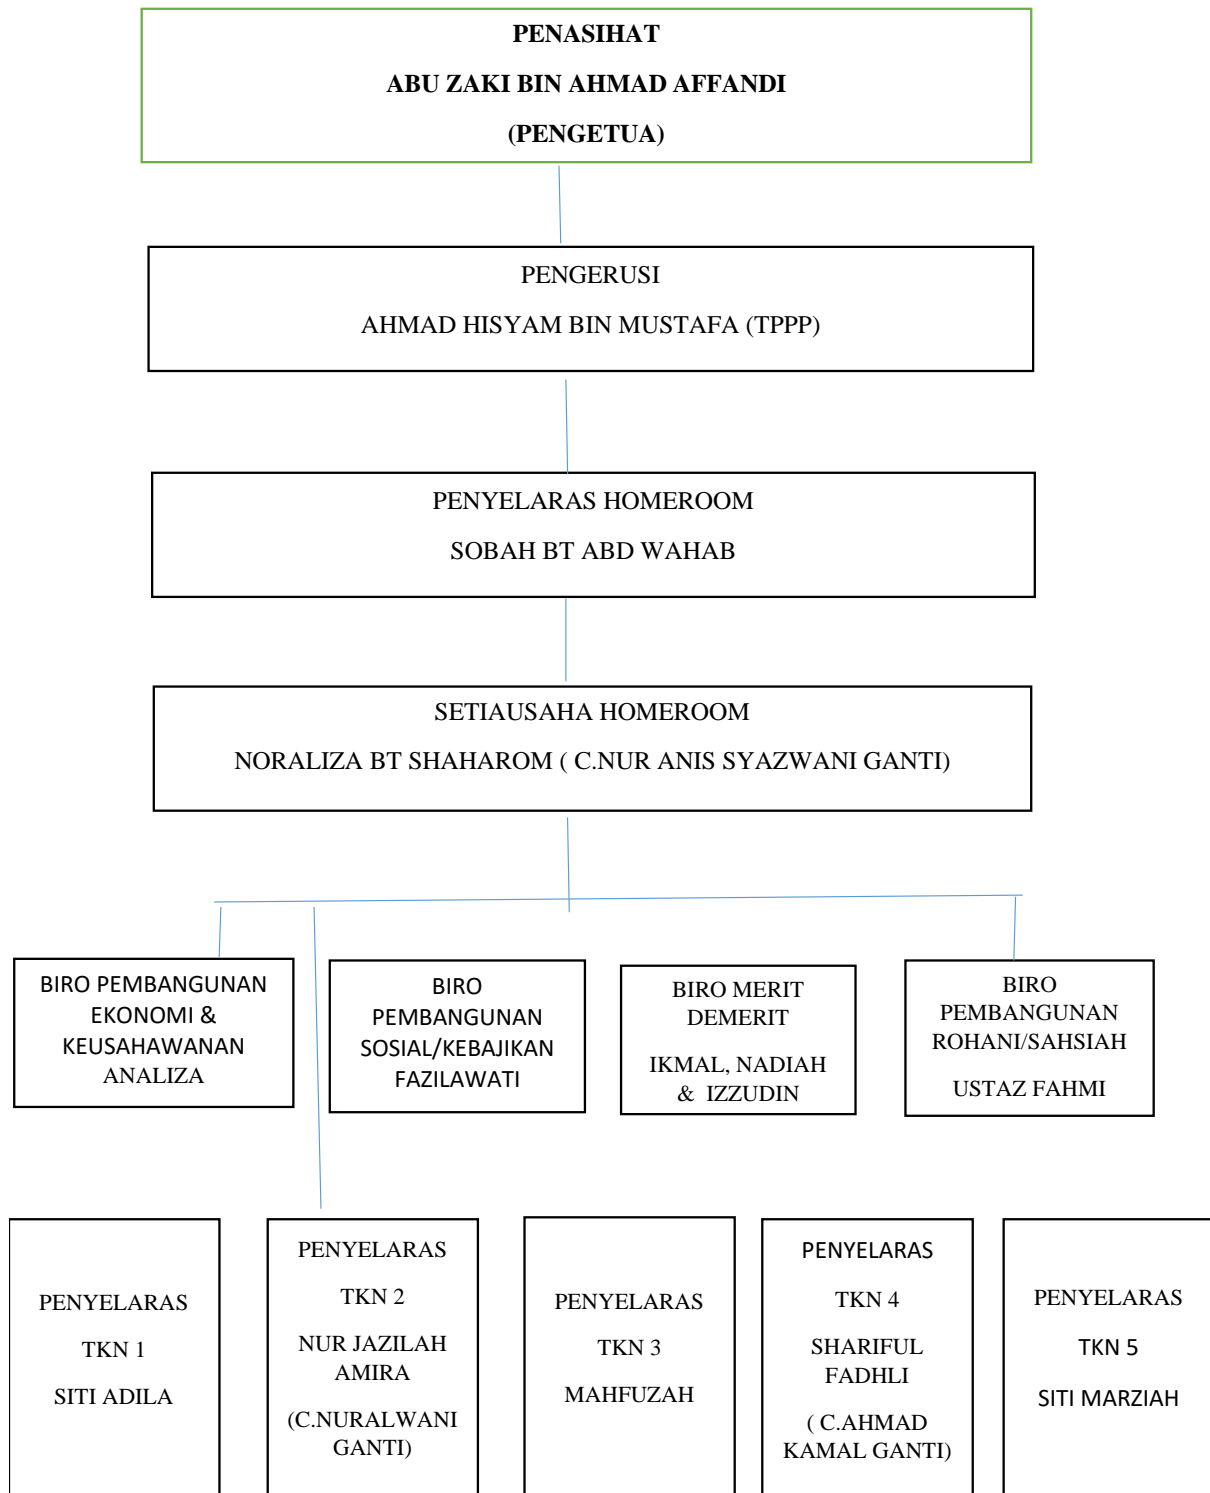 PENASIHAT
ABU ZAKI BIN AHMAD AFFANDI
(PENGETUA)
PENGERUSI
AHMAD HISYAM BIN MUSTAFA (TPPP)
PENYELARAS HOMEROOM
SOBAH BT ABD WAHAB
SETIAUSAHA HOMEROOM
NORALIZA BT SHAHAROM ( C.NUR ANIS SYAZWANI GANTI)
BIRO PEMBANGUNAN
EKONOMI &
KEUSAHAWANAN
ANALIZA
BIRO
PEMBANGUNAN
SOSIAL/KEBAJIKAN
FAZILAWATI
BIRO MERIT
DEMERIT
IKMAL, NADIAH
& IZZUDIN
BIRO
PEMBANGUNAN
ROHANI/SAHSIAH
USTAZ FAHMI
PENYELARAS
TKN 1
SITI ADILA
PENYELARAS
TKN 2
NUR JAZILAH
AMIRA
(C.NURALWANI
GANTI)
PENYELARAS
TKN 3
MAHFUZAH
PENYELARAS
TKN 4
SHARIFUL
FADHLI
( C.AHMAD
KAMAL GANTI)
PENYELARAS
TKN 5
SITI MARZIAH